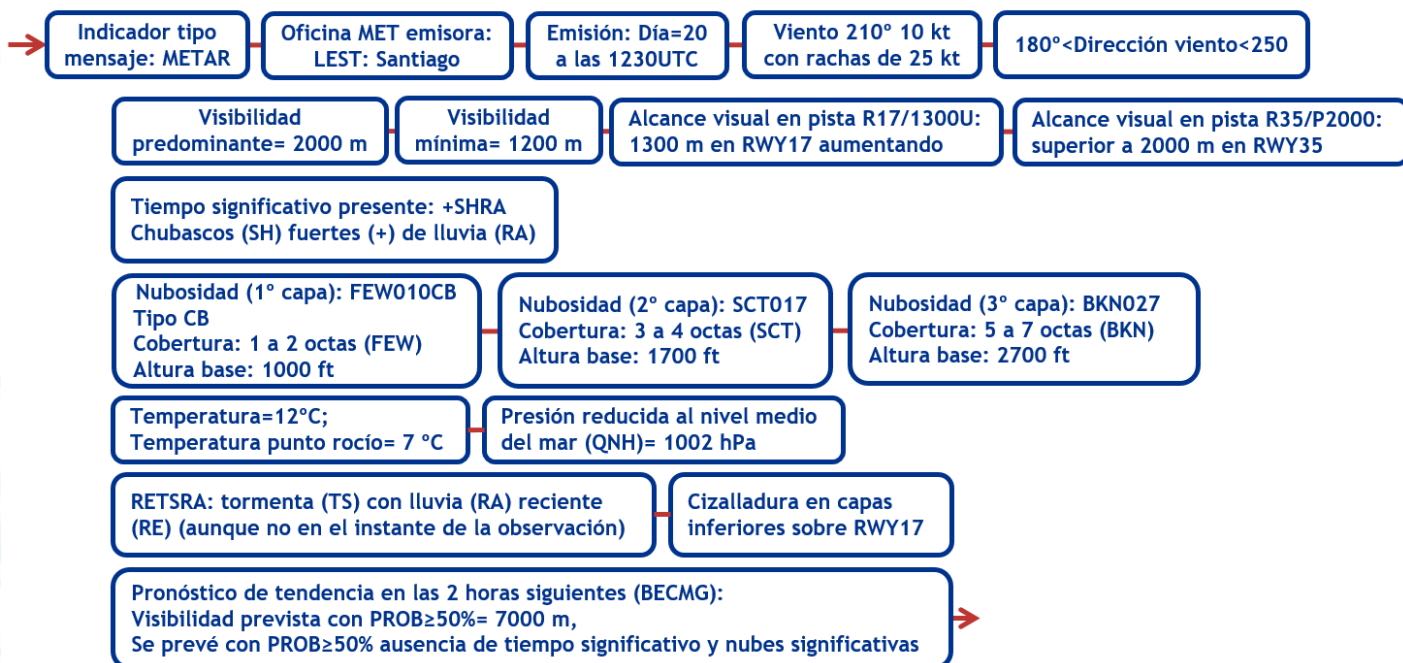 Indicador tipo
mensaje: METAR
Oficina MET emisora:
LEST: Santiago
Emisión: Día=20
a las 1230UTC
Viento 210º 10 kt
con rachas de 25 kt
180º<Dirección viento<250
Visibilidad
predominante= 2000 m
Visibilidad
mínima= 1200 m
Alcance visual en pista R17/1300U:
1300 m en RWY17 aumentando
Alcance visual en pista R35/P2000:
superior a 2000 m en RWY35
Tiempo significativo presente: +SHRA
Chubascos (SH) fuertes (+) de lluvia (RA)
Nubosidad (1º capa): FEW010CB
Tipo CB
Cobertura: 1 a 2 octas (FEW)
Altura base: 1000 ft
Nubosidad (2º capa): SCT017
Cobertura: 3 a 4 octas (SCT)
Altura base: 1700 ft
Nubosidad (3º capa): BKN027
Cobertura: 5 a 7 octas (BKN)
Altura base: 2700 ft
Temperatura=12ºC;
Temperatura punto rocío= 7 ºC
Presión reducida al nivel medio
del mar (QNH)= 1002 hPa
RETSRA: tormenta (TS) con lluvia (RA) reciente
(RE) (aunque no en el instante de la observación)
Cizalladura en capas
inferiores sobre RWY17
Pronóstico de tendencia en las 2 horas siguientes (BECMG):
Visibilidad prevista con PROB≥50%= 7000 m,
Se prevé con PROB≥50% ausencia de tiempo significativo y nubes significativas